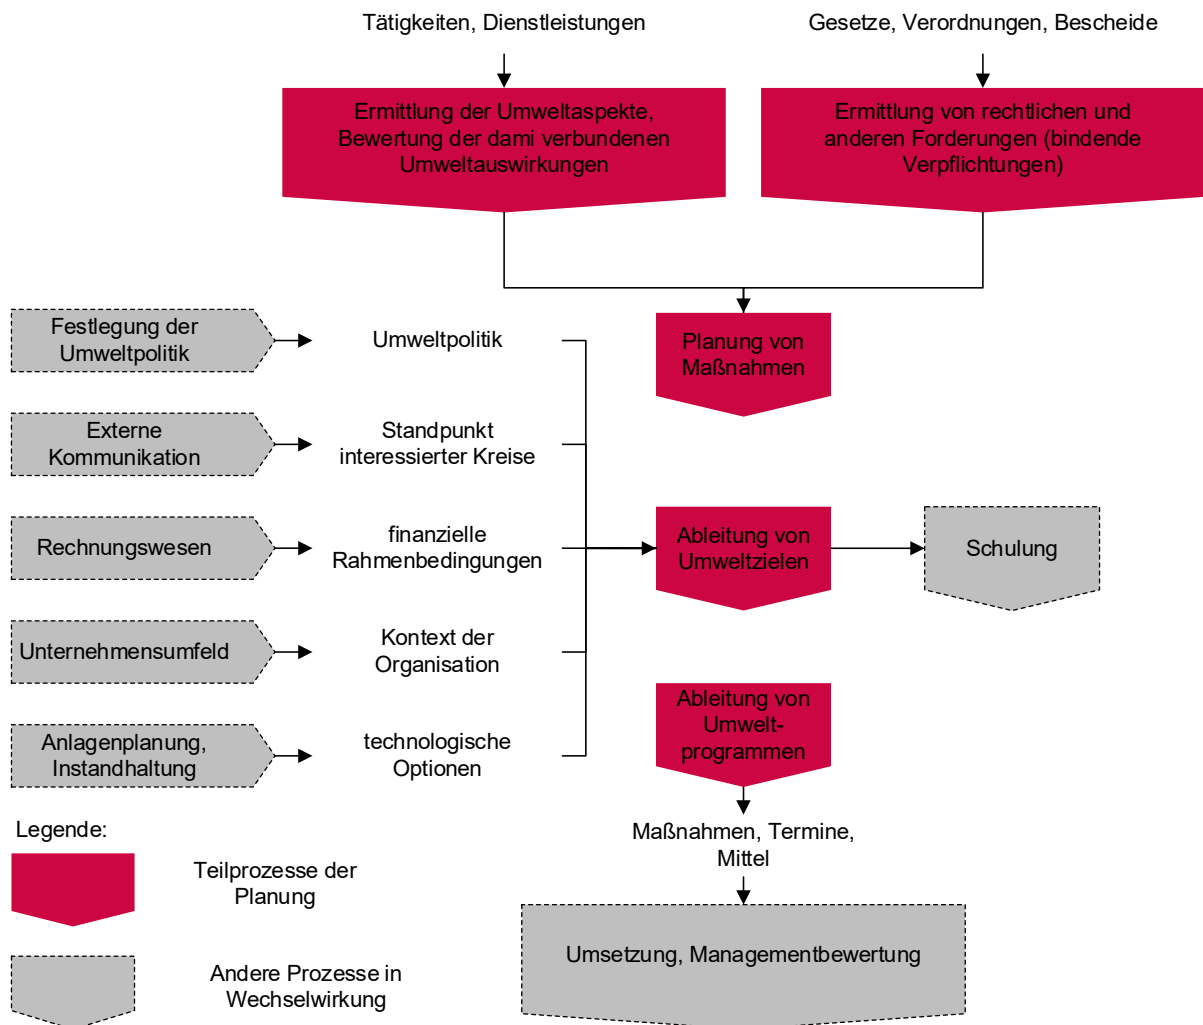 Tätigkeiten, Dienstleistungen
Gesetze, Verordnungen, Bescheide
Ermittlung der Umweltaspekte,
Bewertung der dami verbundenen
Umweltauswirkungen
Ermittlung von rechtlichen und
anderen Forderungen (bindende
Verpflichtungen)
Festlegung der
Umweltpolitik
Umweltpolitik
Planung von
Maßnahmen
Externe
Kommunikation
Standpunkt
interessierter Kreise
Rechnungswesen
finanzielle
Rahmenbedingungen
Ableitung von
Umweltzielen
Schulung
Unternehmensumfeld
Kontext der
Organisation
Anlagenplanung,
Instandhaltung
technologische
Optionen
Ableitung von
Umwelt-
programmen
Maßnahmen, Termine,
Mittel
Umsetzung, Managementbewertung
Legende:
Teilprozesse der
Planung
Andere Prozesse in
Wechselwirkung